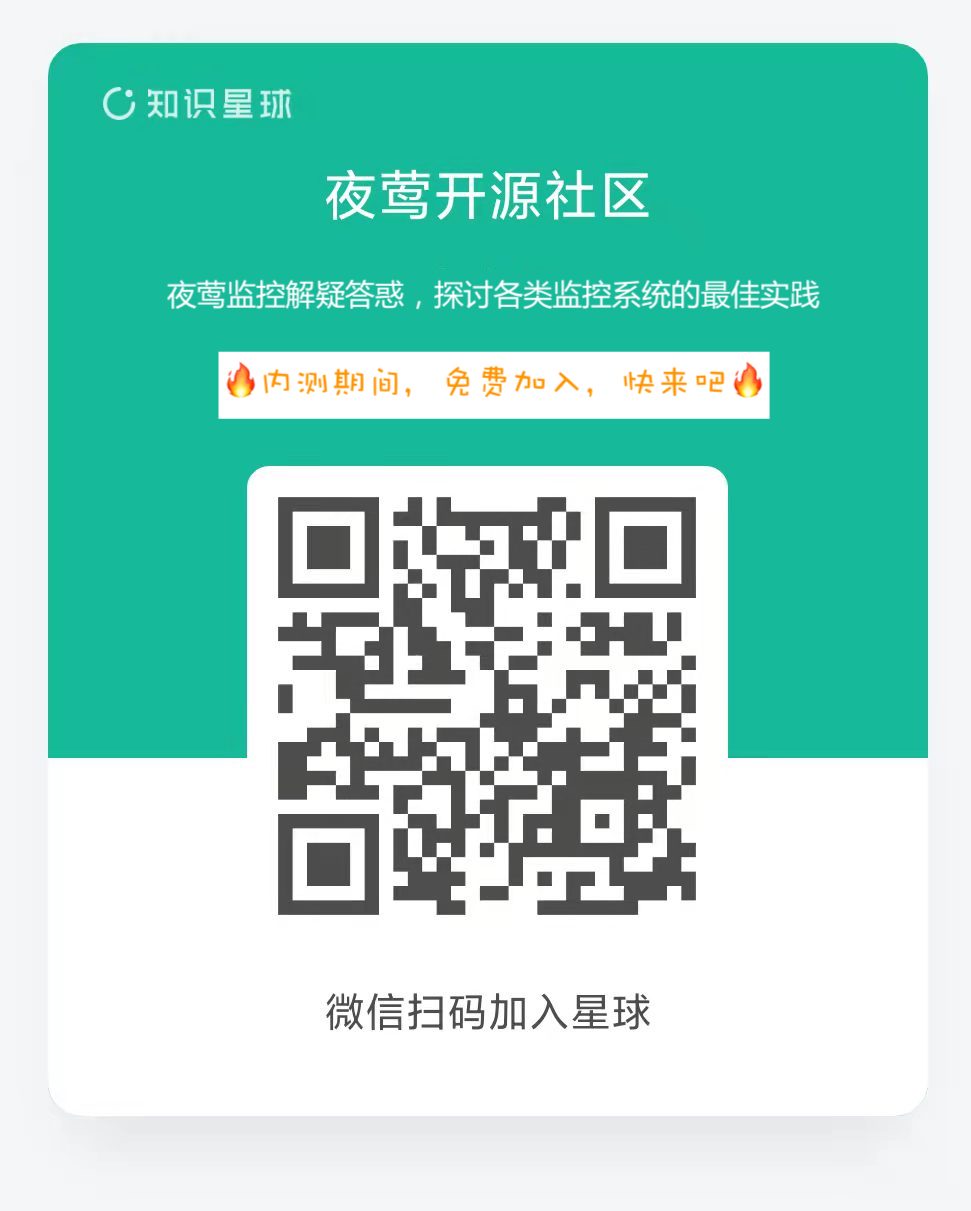 知识星球
夜莺开源社区
夜莺监控解疑答惑，探讨各类监控系统的最佳实践
🔥内测期间，免费加入，快来吧🔥
微信扫码加入星球